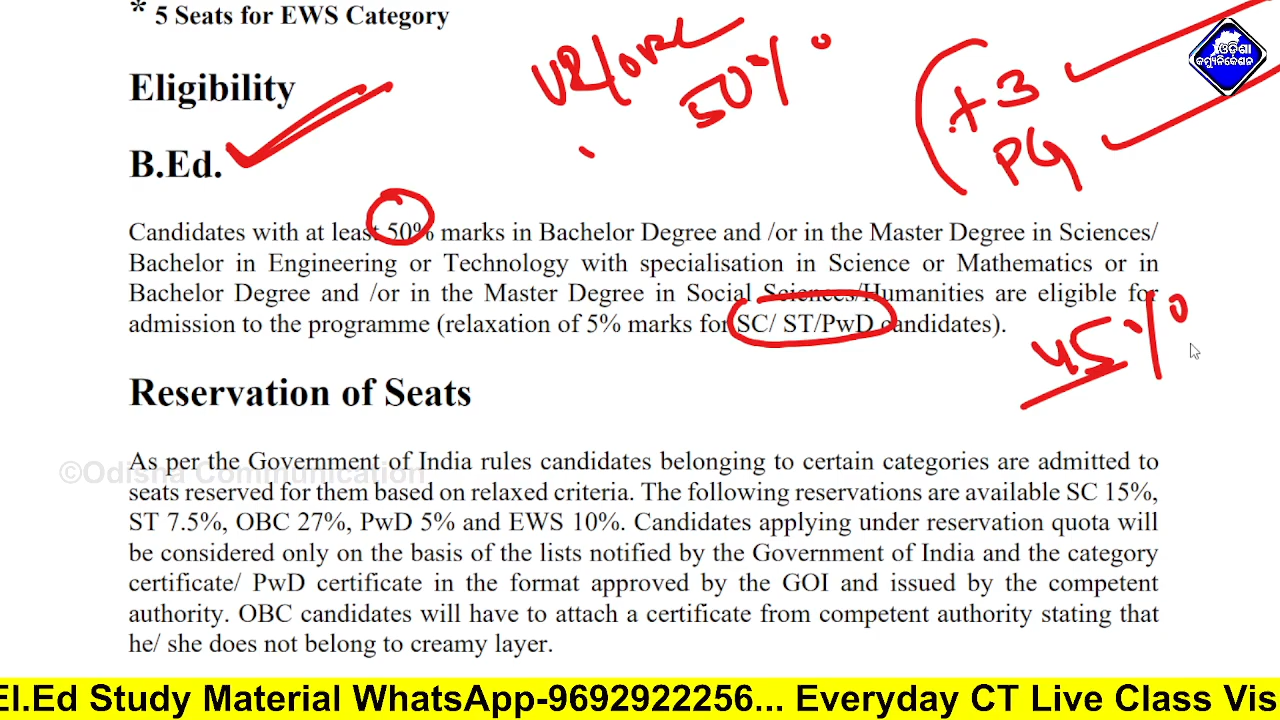 * 5 Seats for EWS Category
UR/OBC
50%
+3
PG
ଓଡ଼ିଶା
କମ୍ୟୁନିକେଶନ
Eligibility
B.Ed.
Candidates with at least 50% marks in Bachelor Degree and /or in the Master Degree in Sciences/
Bachelor in Engineering or Technology with specialisation in Science or Mathematics or in
Bachelor Degree and /or in the Master Degree in Social Sciences/Humanities are eligible for
admission to the programme (relaxation of 5% marks for SC/ ST/PwD candidates).
45%
Reservation of Seats
©Odisha Communication
As per the Government of India rules candidates belonging to certain categories are admitted to
seats reserved for them based on relaxed criteria. The following reservations are available SC 15%,
ST 7.5%, OBC 27%, PwD 5% and EWS 10%. Candidates applying under reservation quota will
be considered only on the basis of the lists notified by the Government of India and the category
certificate/ PwD certificate in the format approved by the GOI and issued by the competent
authority. OBC candidates will have to attach a certificate from competent authority stating that
he/ she does not belong to creamy layer.
El.Ed Study Material WhatsApp-9692922256... Everyday CT Live Class Vis